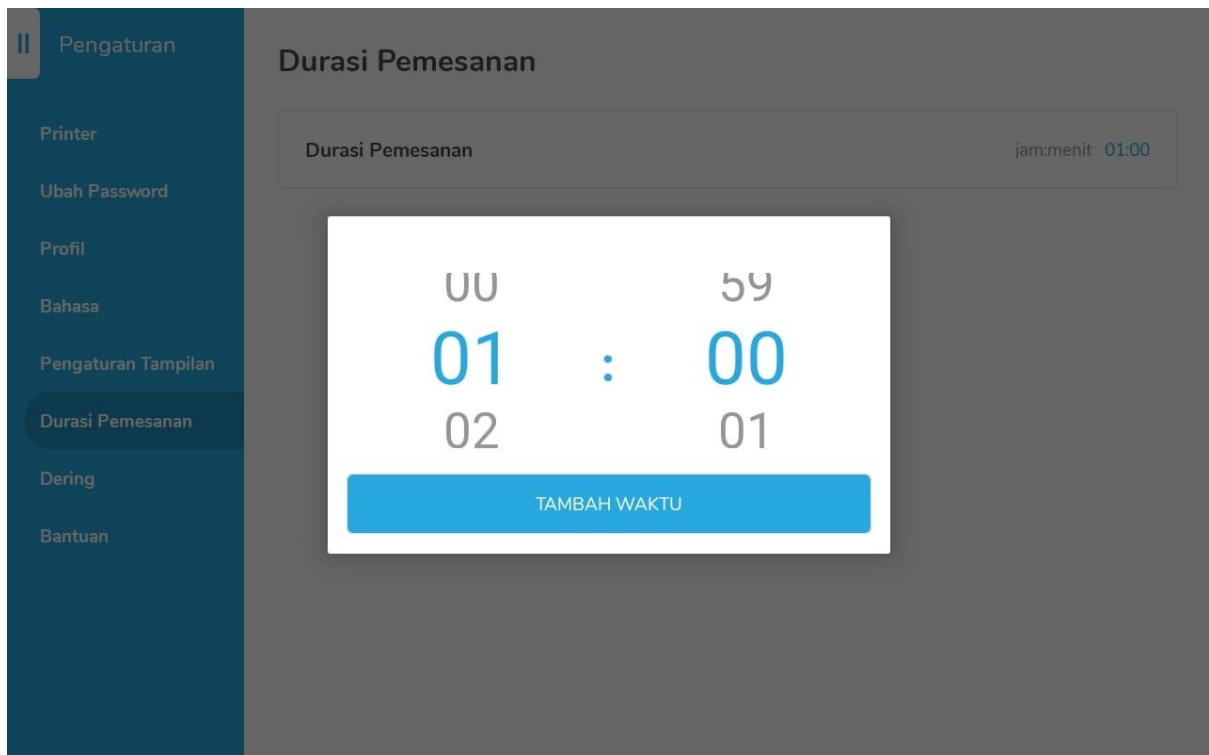 Pengaturan
Durasi Pemesanan
Printer
Durasi Pemesanan jam:menit 01:00
Ubah Password
Profil
Bahasa
Pengaturan Tampilan
Durasi Pemesanan
Dering
Bantuan
00 59
01 : 00
02 01
TAMBAH WAKTU